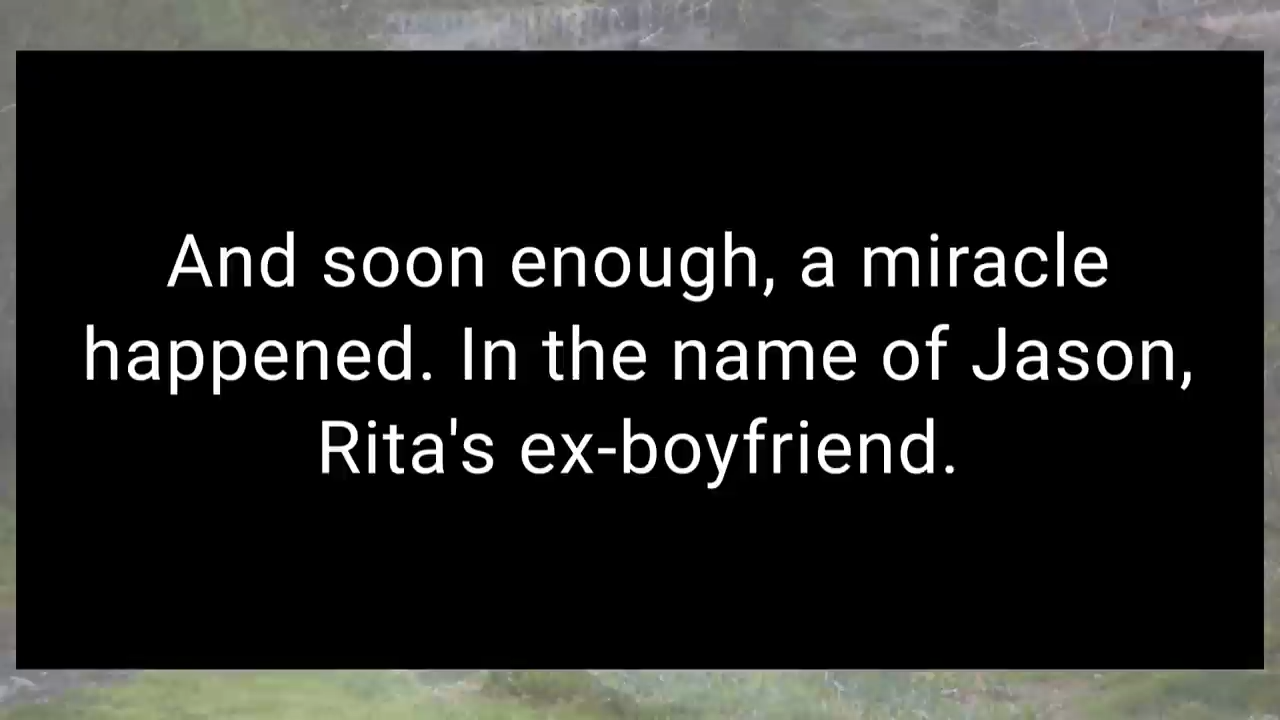 And soon enough, a miracle
happened. In the name of Jason,
Rita's ex-boyfriend.